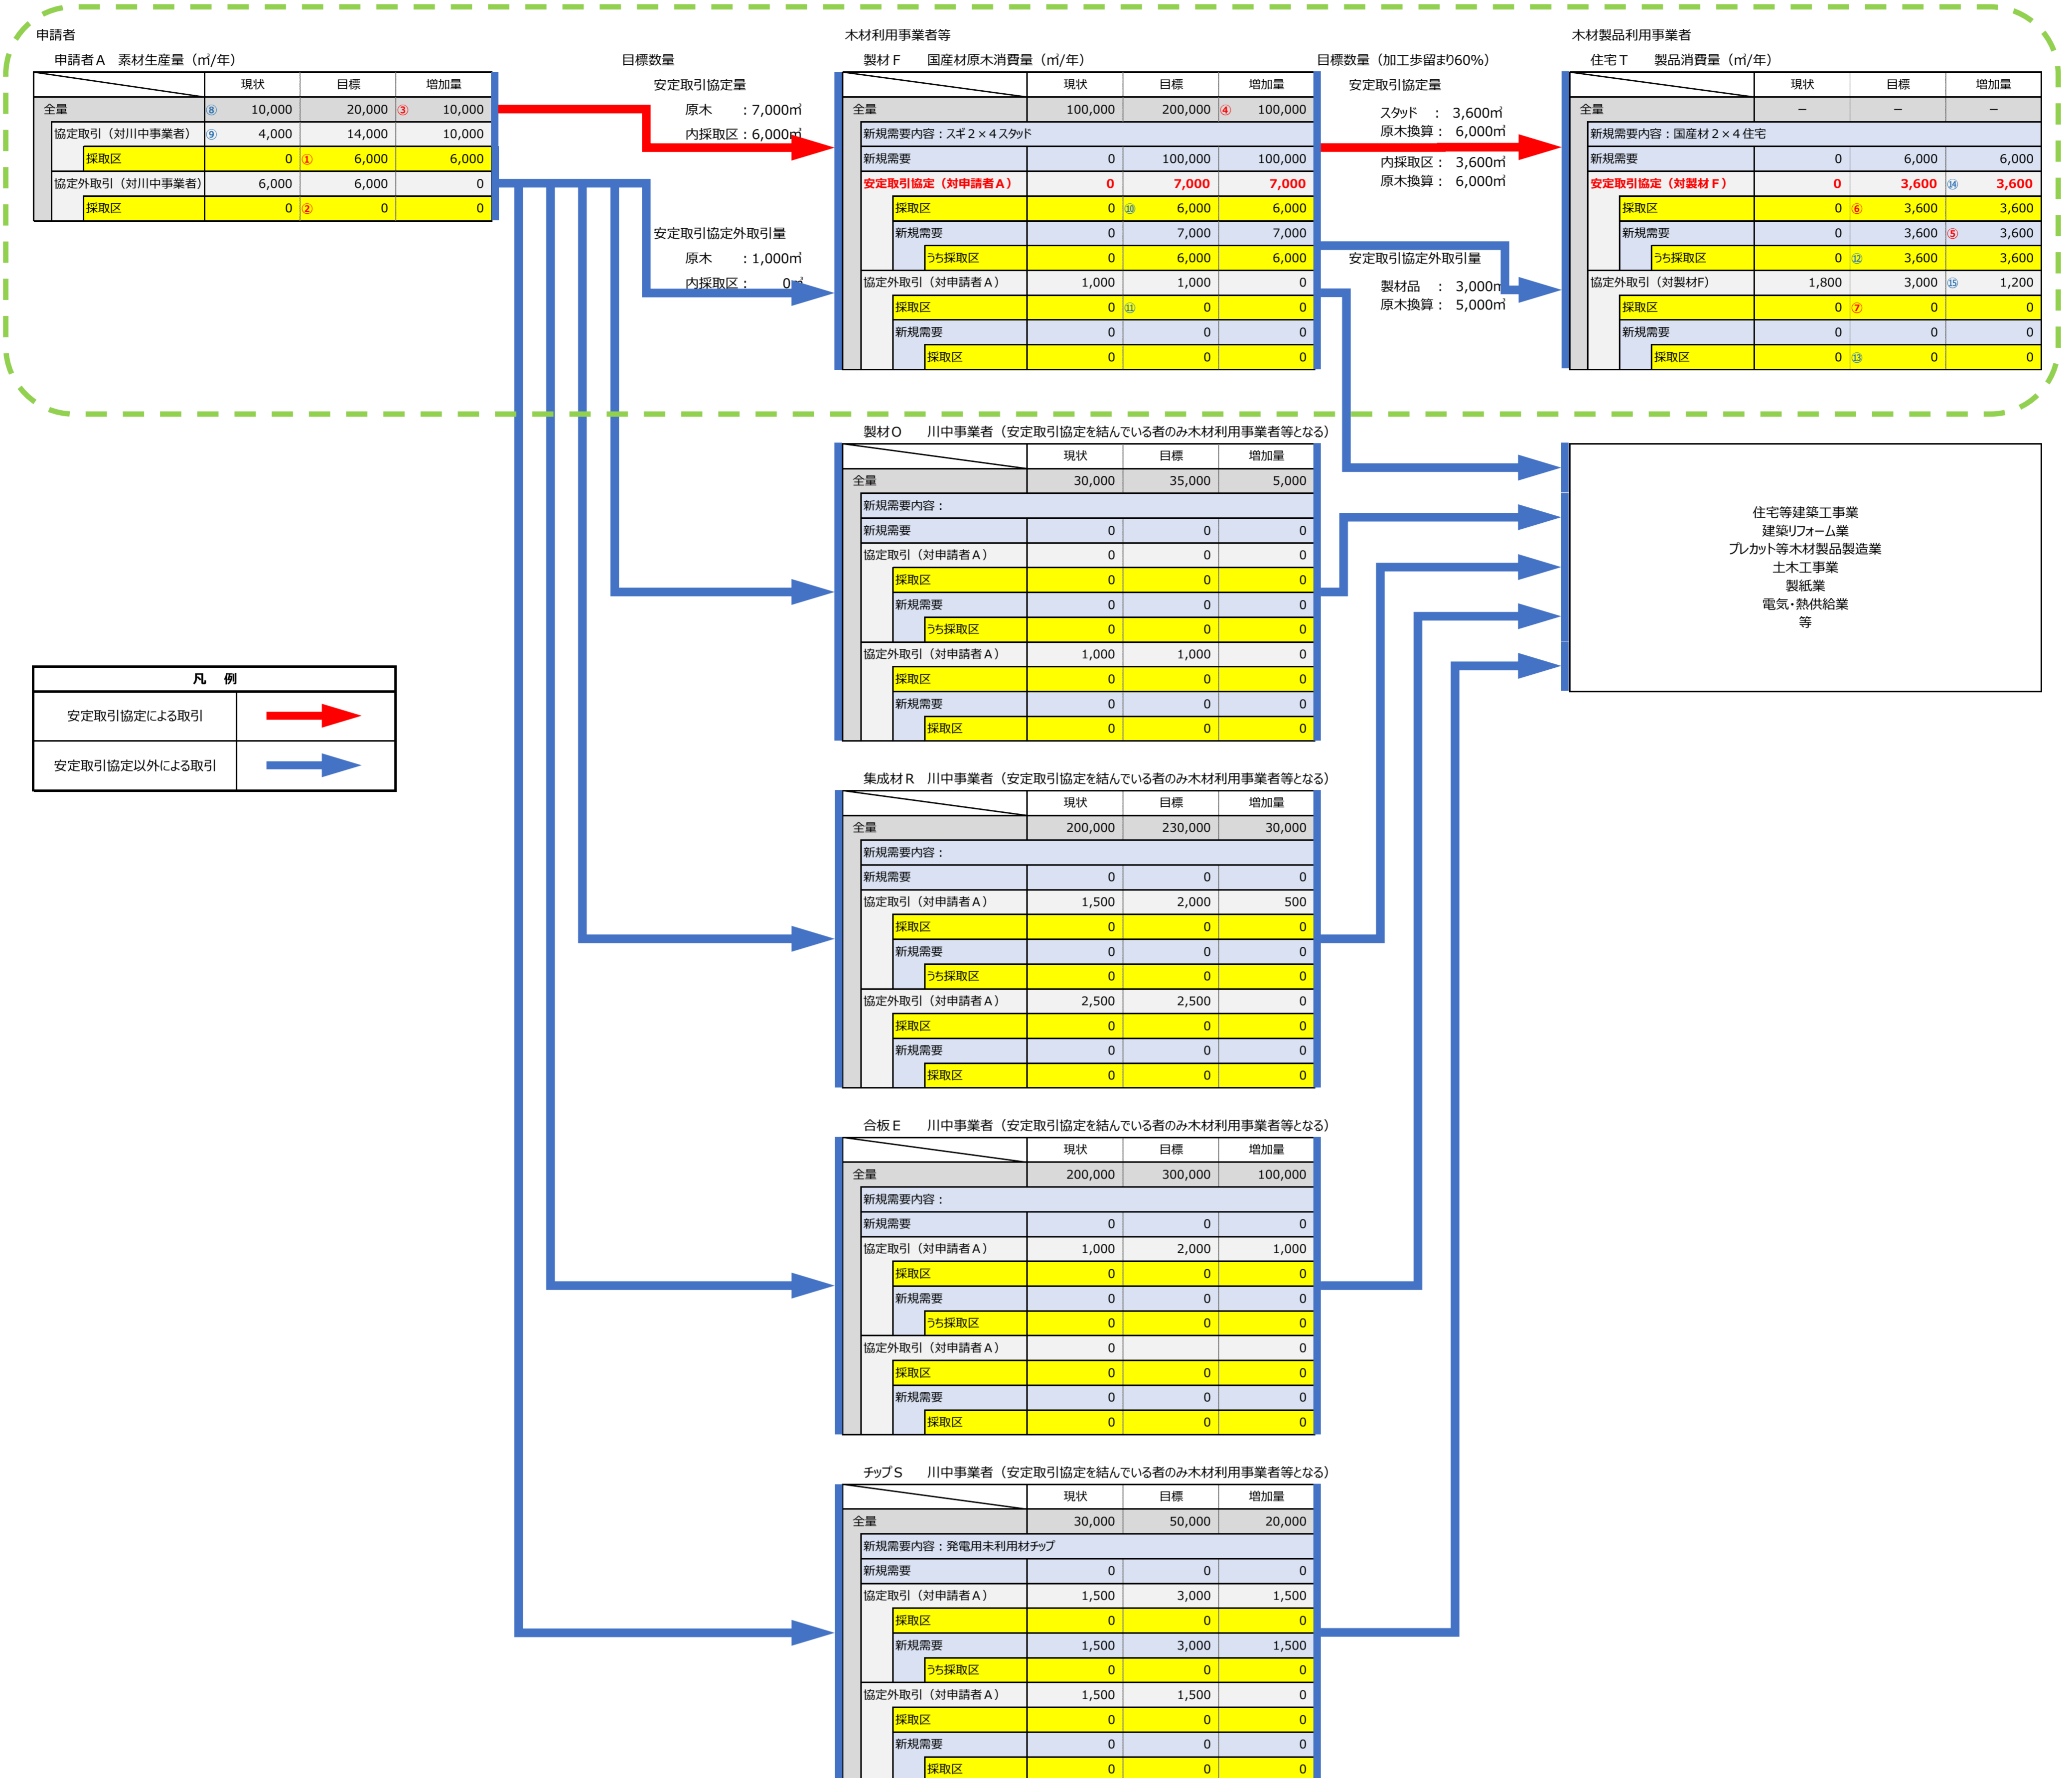 申請者
申請者A 素材生産量（㎥/年）
現状 目標 増加量
全量 ⑧ 10,000 20,000 ③ 10,000
協定取引（対川中事業者） ⑨ 4,000 14,000 10,000
採取区 0 ① 6,000 6,000
協定外取引（対川中事業者） 6,000 6,000 0
採取区 0 ② 0 0
目標数量
安定取引協定量
原木 ：7,000㎥
内採取区：6,000㎥
安定取引協定外取引量
原木 ：1,000㎥
内採取区： 0㎥
木材利用事業者等
製材F 国産材原木消費量（㎥/年）
現状 目標 増加量
全量 100,000 200,000 ④ 100,000
新規需要内容：スギ２×４スタッド
新規需要 0 100,000 100,000
安定取引協定（対申請者A） 0 7,000 7,000
採取区 0 ⑩ 6,000 6,000
新規需要 0 7,000 7,000
うち採取区 0 6,000 6,000
協定外取引（対申請者A） 1,000 1,000 0
採取区 0 ⑪ 0 0
新規需要 0 0 0
採取区 0 0 0
目標数量（加工歩留まり60%）
安定取引協定量
スタッド ： 3,600㎥
原木換算： 6,000㎥
内採取区： 3,600㎥
原木換算： 6,000㎥
安定取引協定外取引量
製材品 ： 3,000㎥
原木換算： 5,000㎥
木材製品利用事業者
住宅T 製品消費量（㎥/年）
現状 目標 増加量
全量 － － －
新規需要内容：国産材２×４住宅
新規需要 0 6,000 6,000
安定取引協定（対製材F） 0 3,600 ⑭ 3,600
採取区 0 ⑥ 3,600 3,600
新規需要 0 3,600 ⑤ 3,600
うち採取区 0 ⑫ 3,600 3,600
協定外取引（対製材F） 1,800 3,000 ⑮ 1,200
採取区 0 ⑦ 0 0
新規需要 0 0 0
採取区 0 ⑬ 0 0
製材O 川中事業者（安定取引協定を結んでいる者のみ木材利用事業者等となる）
現状 目標 増加量
全量 30,000 35,000 5,000
新規需要内容：
新規需要 0 0 0
協定取引（対申請者A） 0 0 0
採取区 0 0 0
新規需要 0 0 0
うち採取区 0 0 0
協定外取引（対申請者A） 1,000 1,000 0
採取区 0 0 0
新規需要 0 0 0
採取区 0 0 0
住宅等建築工事業
建築リフォーム業
プレカット等木材製品製造業
土木工事業
製紙業
電気・熱供給業
等
凡 例
安定取引協定による取引
安定取引協定以外による取引
集成材R 川中事業者（安定取引協定を結んでいる者のみ木材利用事業者等となる）
現状 目標 増加量
全量 200,000 230,000 30,000
新規需要内容：
新規需要 0 0 0
協定取引（対申請者A） 1,500 2,000 500
採取区 0 0 0
新規需要 0 0 0
うち採取区 0 0 0
協定外取引（対申請者A） 2,500 2,500 0
採取区 0 0 0
新規需要 0 0 0
採取区 0 0 0
合板E 川中事業者（安定取引協定を結んでいる者のみ木材利用事業者等となる）
現状 目標 増加量
全量 200,000 300,000 100,000
新規需要内容：
新規需要 0 0 0
協定取引（対申請者A） 1,000 2,000 1,000
採取区 0 0 0
新規需要 0 0 0
うち採取区 0 0 0
協定外取引（対申請者A） 0 0
採取区 0 0 0
新規需要 0 0 0
採取区 0 0 0
チップS 川中事業者（安定取引協定を結んでいる者のみ木材利用事業者等となる）
現状 目標 増加量
全量 30,000 50,000 20,000
新規需要内容：発電用未利用材チップ
新規需要 0 0 0
協定取引（対申請者A） 1,500 3,000 1,500
採取区 0 0 0
新規需要 1,500 3,000 1,500
うち採取区 0 0 0
協定外取引（対申請者A） 1,500 1,500 0
採取区 0 0 0
新規需要 0 0 0
採取区 0 0 0